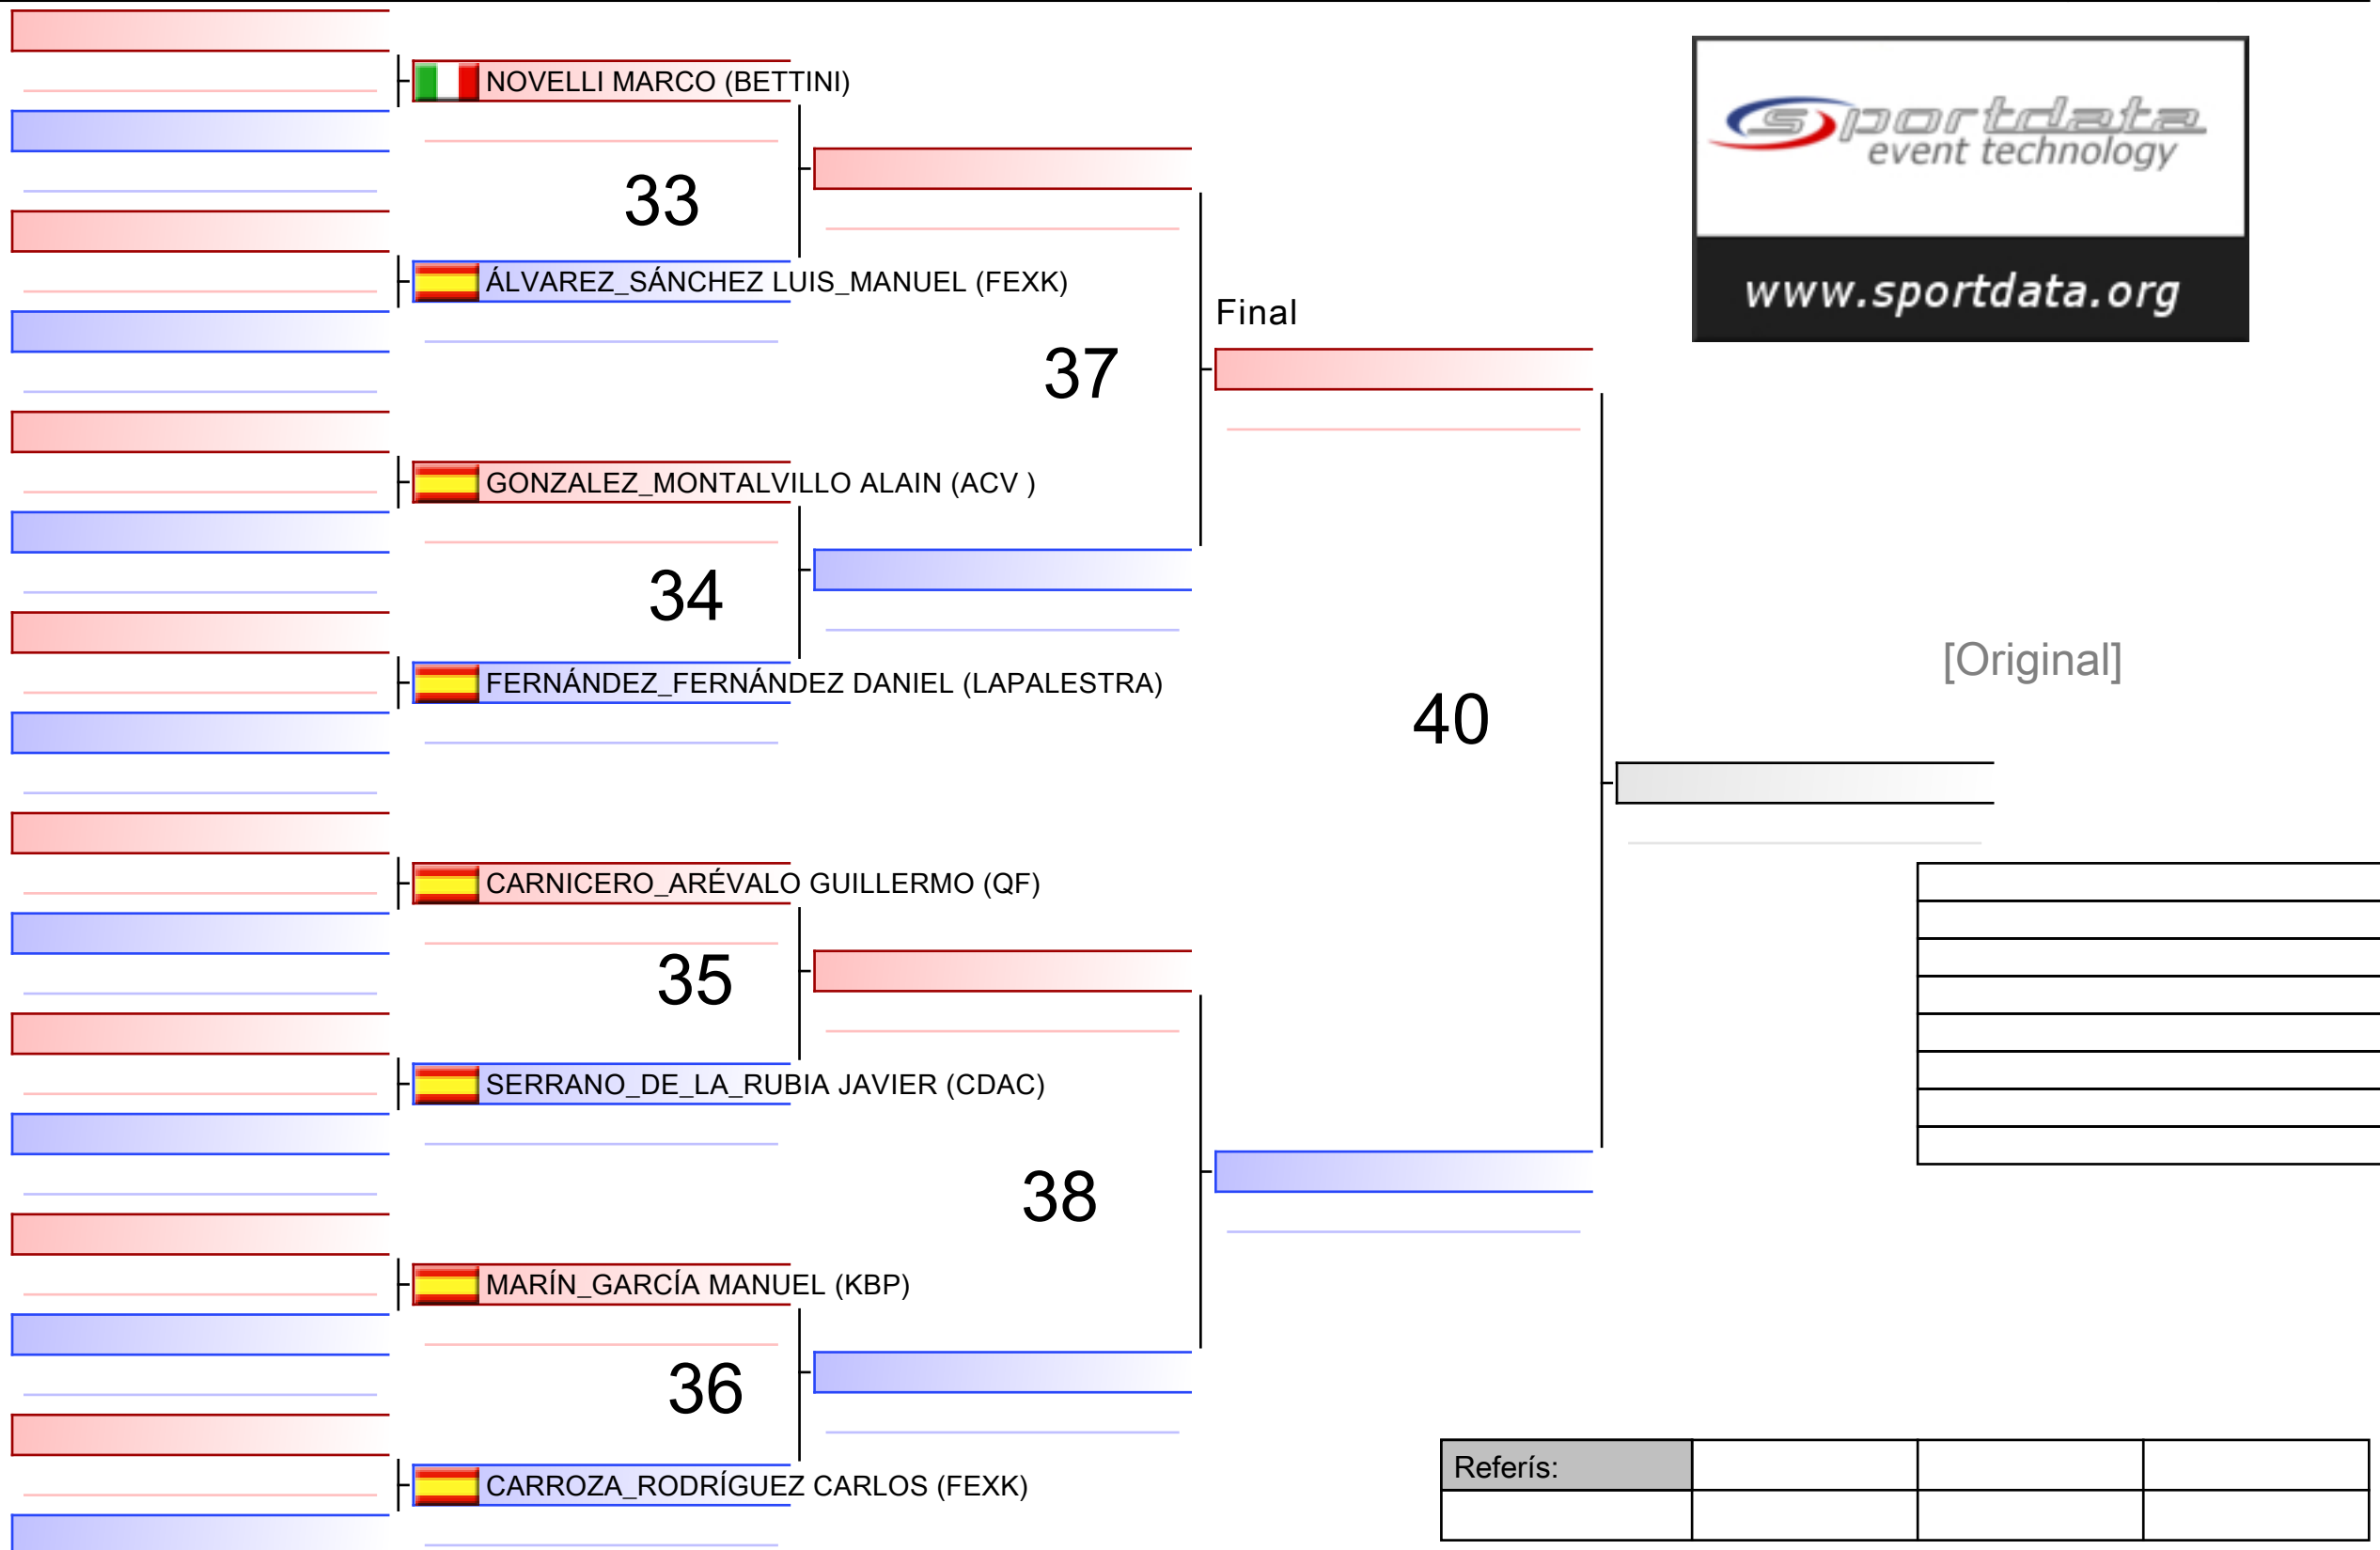 NOVELLI MARCO (BETTINI)
33
ÁLVAREZ_SÁNCHEZ LUIS_MANUEL (FEXK)
37
GONZALEZ_MONTALVILLO ALAIN (ACV )
34
FERNÁNDEZ_FERNÁNDEZ DANIEL (LAPALESTRA)
Final
40
CARNICERO_ARÉVALO GUILLERMO (QF)
35
SERRANO_DE_LA_RUBIA JAVIER (CDAC)
38
MARÍN_GARCÍA MANUEL (KBP)
36
CARROZA_RODRÍGUEZ CARLOS (FEXK)
sportdata
event technology
www.sportdata.org
[Original]
Referís: